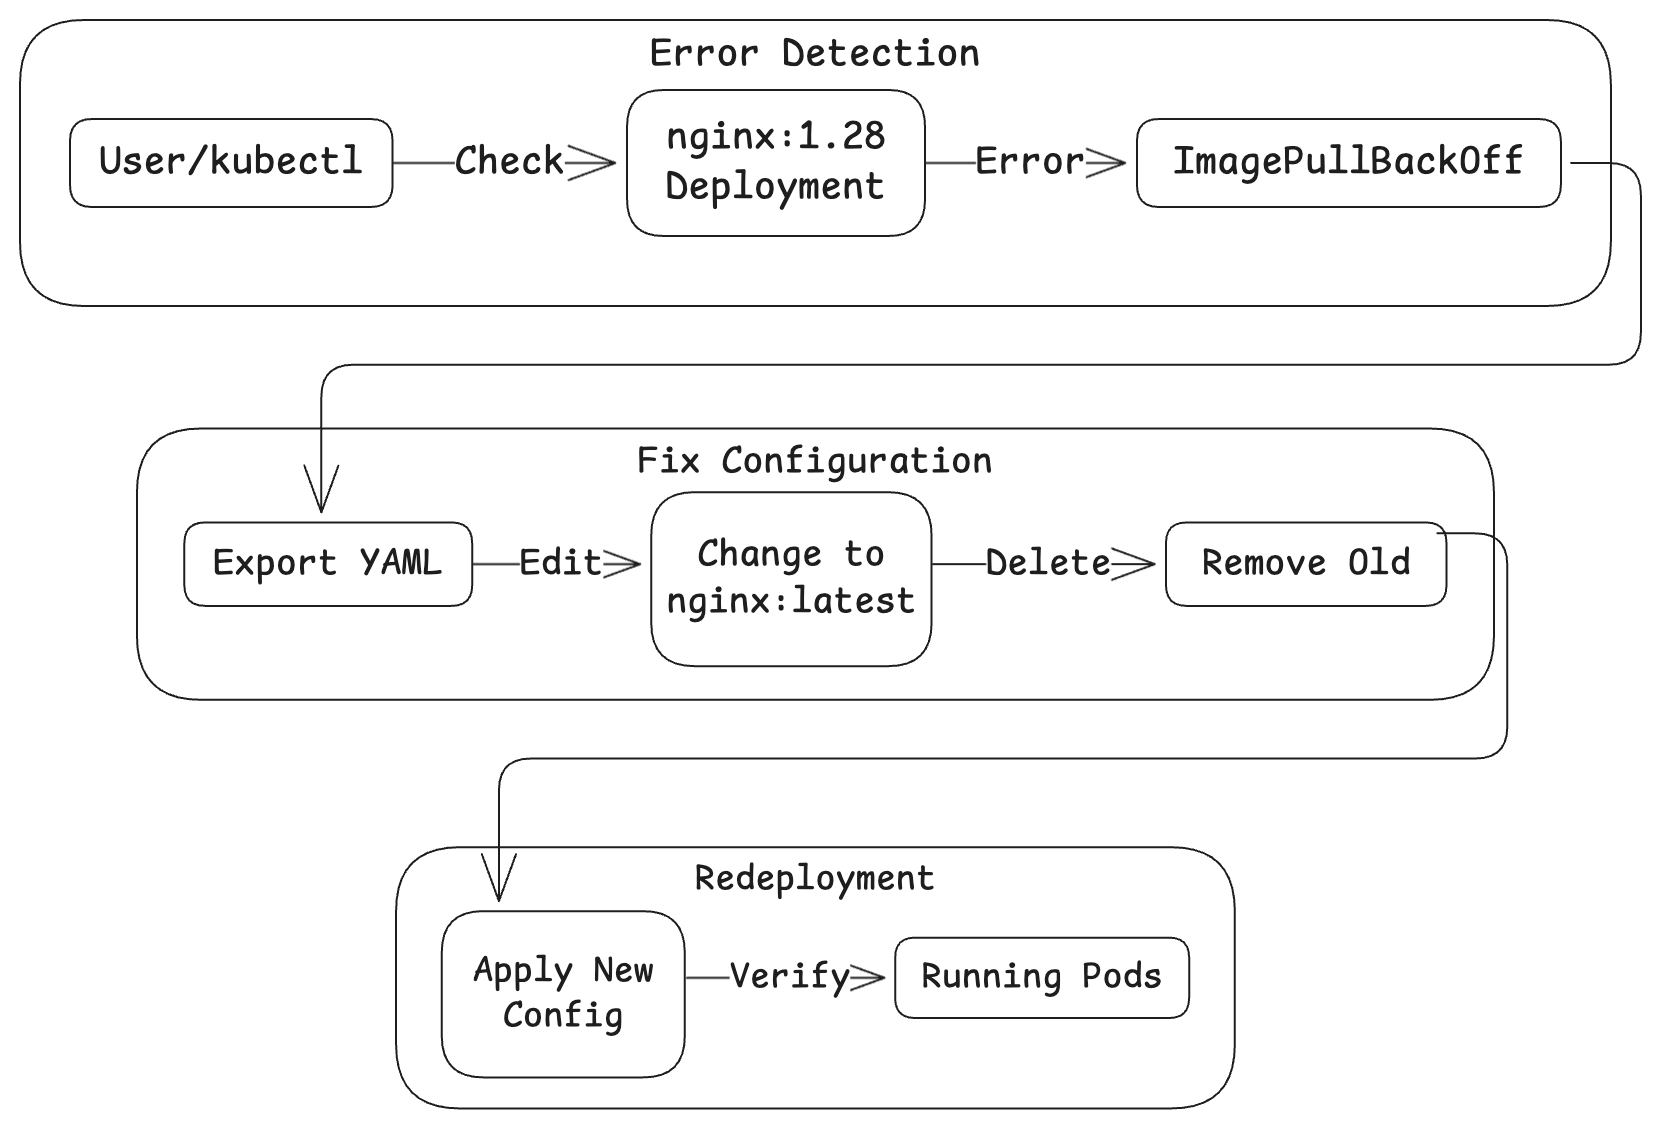 Error Detection
User/kubectl
Check
nginx:1.28
Deployment
Error
ImagePullBackOff
Fix Configuration
Export YAML
Edit
Change to
nginx:latest
Delete
Remove Old
Redeployment
Apply New
Config
Verify
Running Pods